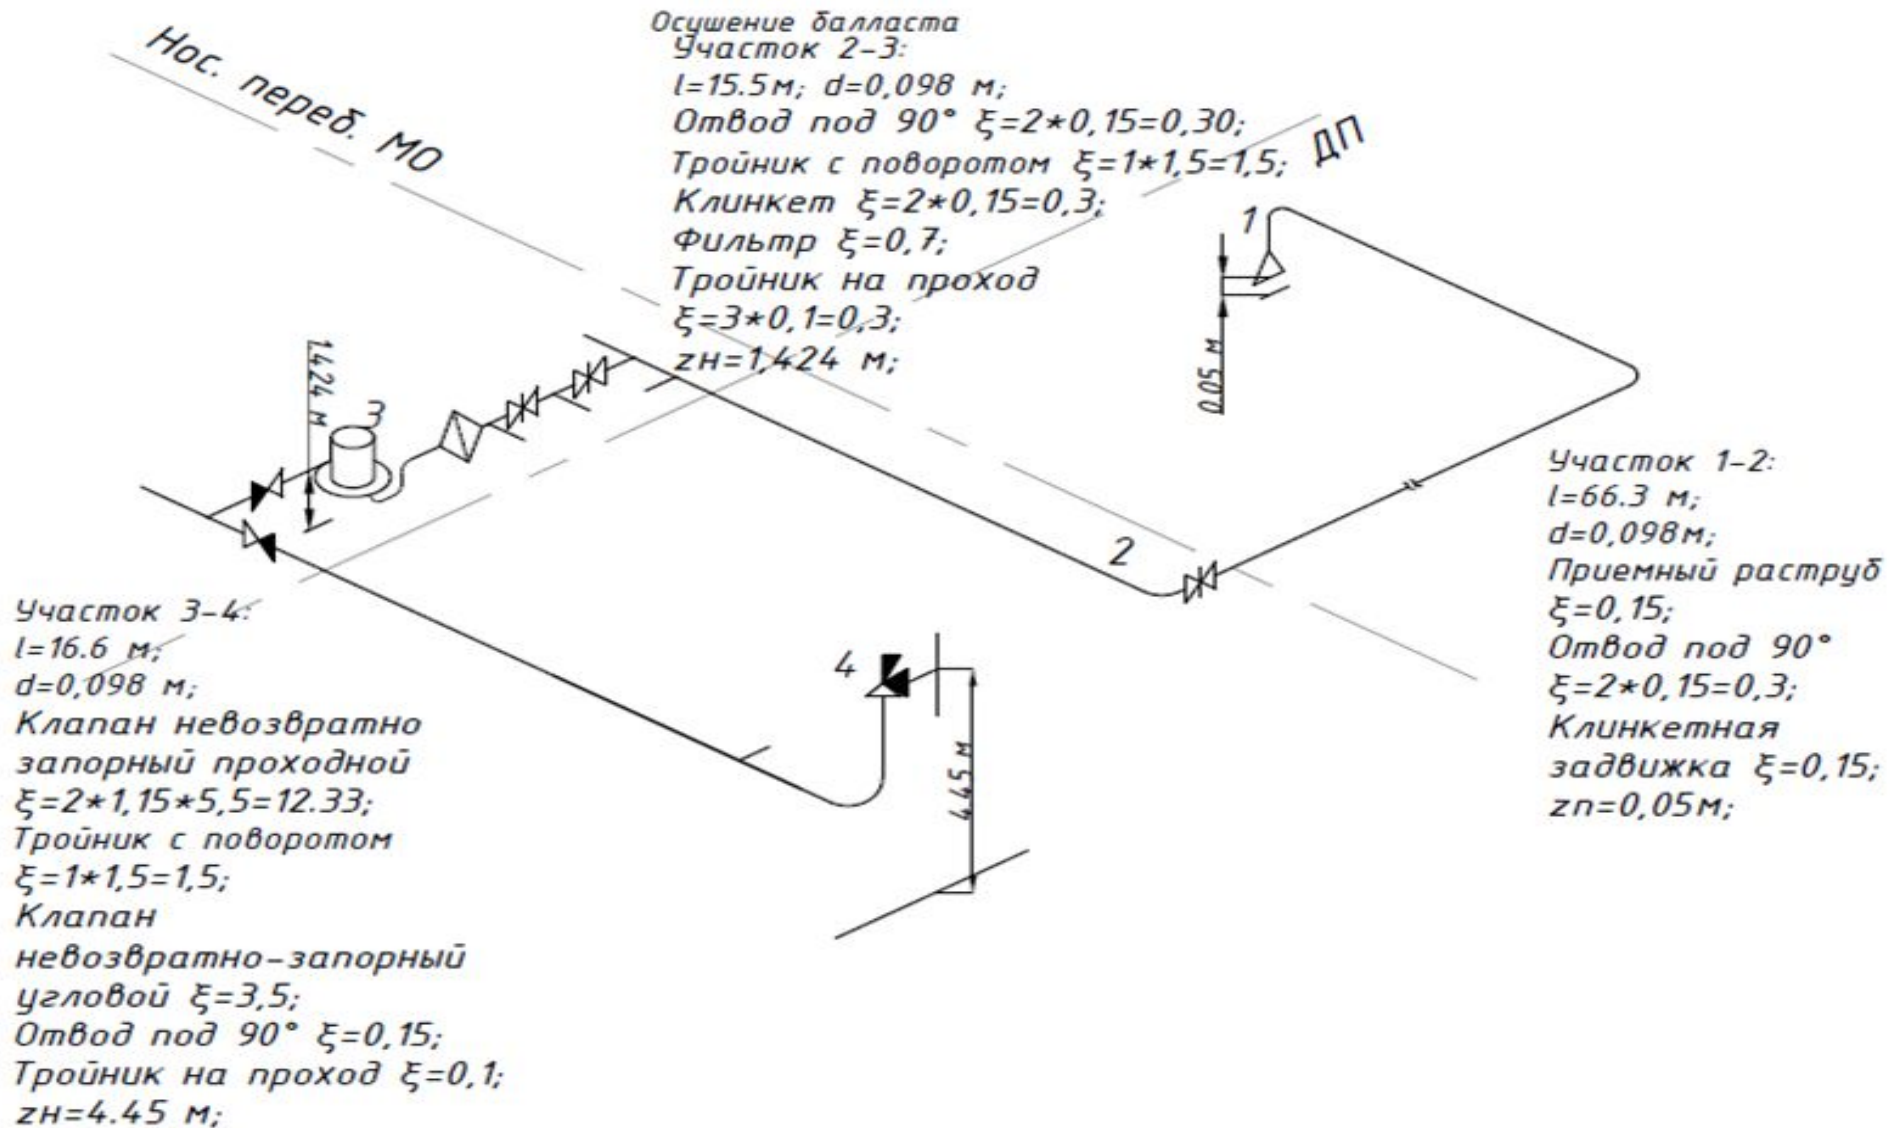 Осушение балласта
Участок 2-3:
l=15.5м; d=0,098 м;
Отвод под 90° ξ=2*0,15=0,30;
Тройник с поворотом ξ=1*1,5=1,5;
Клинкет ξ=2*0,15=0,3;
Фильтр ξ=0,7;
Тройник на проход
ξ=3*0,1=0,3;
zн=1,424 м;
Нос. переб. МО
ДП
1
0.05 м
1.424 м
3
2
4
4.45 м
Участок 1-2:
l=66.3 м;
d=0,098м;
Приемный раструб
ξ=0,15;
Отвод под 90°
ξ=2*0,15=0,3;
Клинкетная
задвижка ξ=0,15;
zп=0,05м;
Участок 3-4:
l=16.6 м;
d=0,098 м;
Клапан невозвратно
запорный проходной
ξ=2*1,15*5,5=12.33;
Тройник с поворотом
ξ=1*1,5=1,5;
Клапан
невозвратно-запорный
угловой ξ=3,5;
Отвод под 90° ξ=0,15;
Тройник на проход ξ=0,1;
zн=4.45 м;